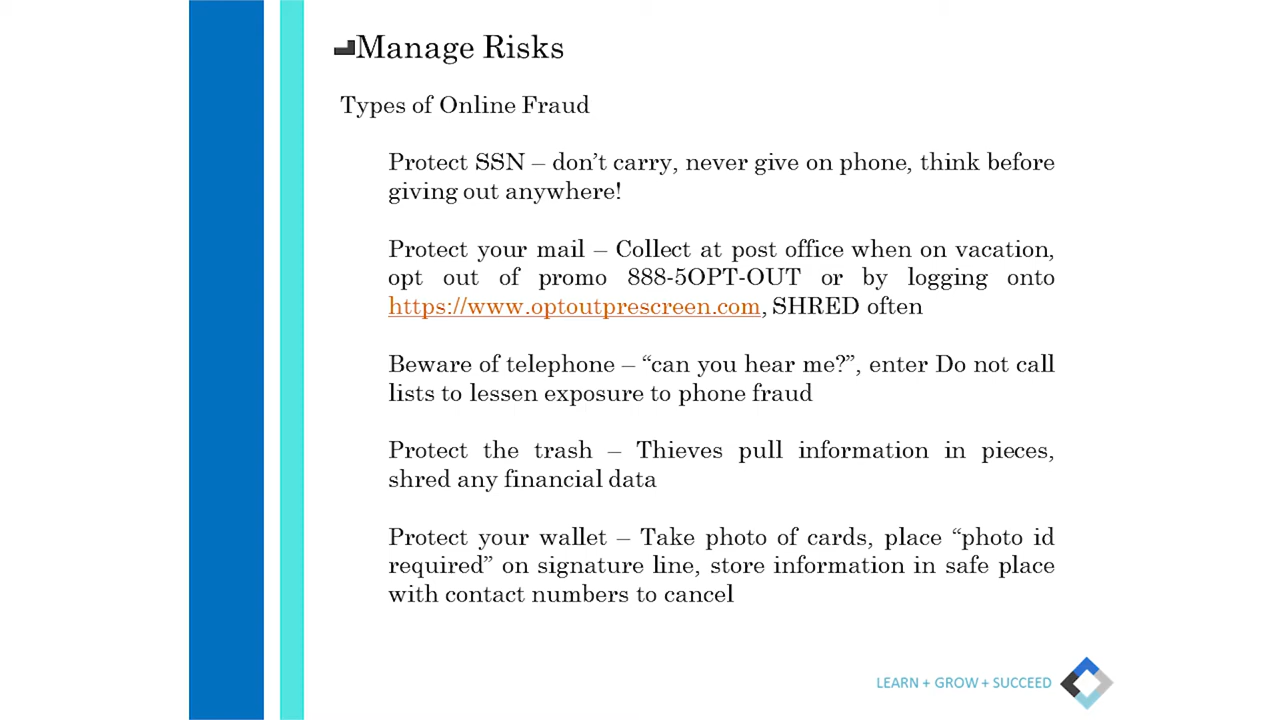 Manage Risks
Types of Online Fraud
Protect SSN – don’t carry, never give on phone, think before
giving out anywhere!
Protect your mail – Collect at post office when on vacation,
opt out of promo 888-5OPT-OUT or by logging onto
https://www.optoutprescreen.com, SHRED often
Beware of telephone – “can you hear me?”, enter Do not call
lists to lessen exposure to phone fraud
Protect the trash – Thieves pull information in pieces,
shred any financial data
Protect your wallet – Take photo of cards, place “photo id
required” on signature line, store information in safe place
with contact numbers to cancel
LEARN + GROW + SUCCEED